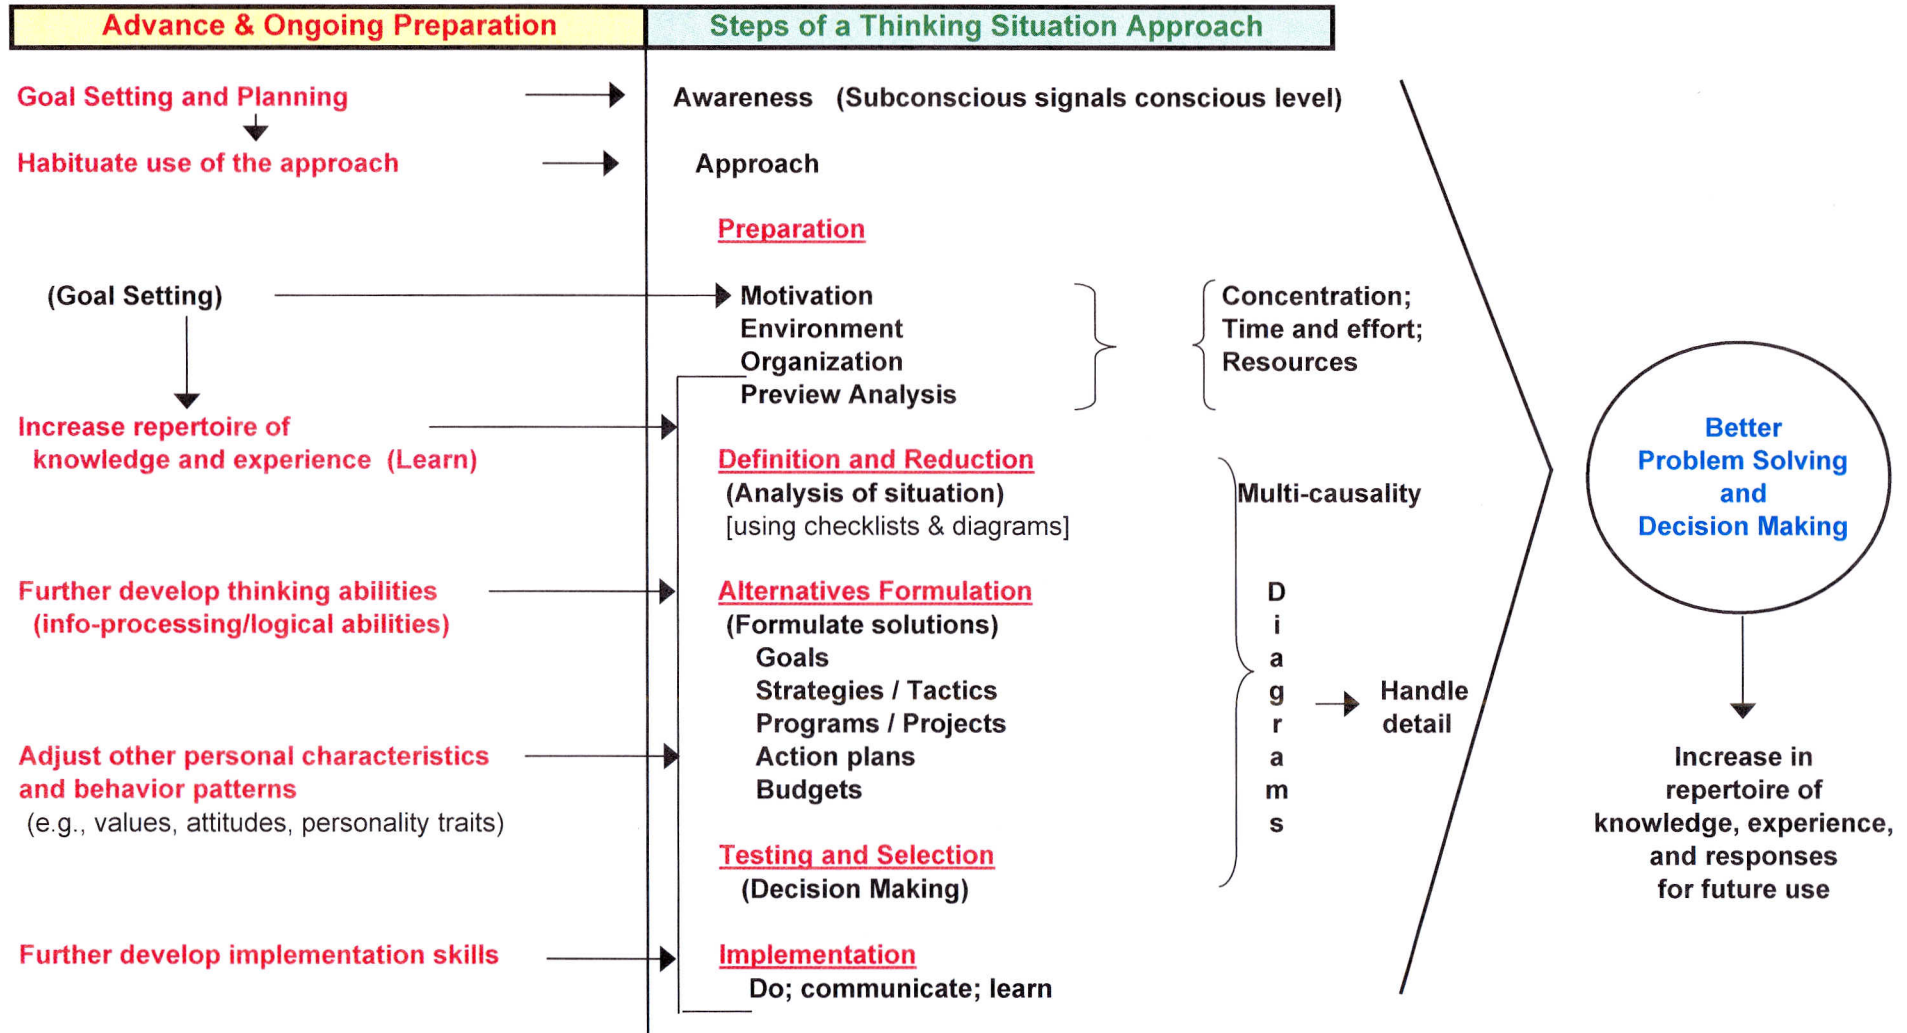 Advance & Ongoing Preparation
Steps of a Thinking Situation Approach
Goal Setting and Planning
Awareness (Subconscious signals conscious level)
Habituate use of the approach
Approach
Preparation
(Goal Setting)
Motivation
Environment
Organization
Preview Analysis
Concentration;
Time and effort;
Resources
Increase repertoire of
knowledge and experience (Learn)
Definition and Reduction
(Analysis of situation)
[using checklists & diagrams]
Multi-causality
Further develop thinking abilities
(info-processing/logical abilities)
Alternatives Formulation
(Formulate solutions)
Goals
Strategies / Tactics
Programs / Projects
Action plans
Budgets
D
i
a
g
r
a
m
s
Handle
detail
Adjust other personal characteristics
and behavior patterns
(e.g., values, attitudes, personality traits)
Testing and Selection
(Decision Making)
Further develop implementation skills
Implementation
Do; communicate; learn
Better
Problem Solving
and
Decision Making
Increase in
repertoire of
knowledge, experience,
and responses
for future use